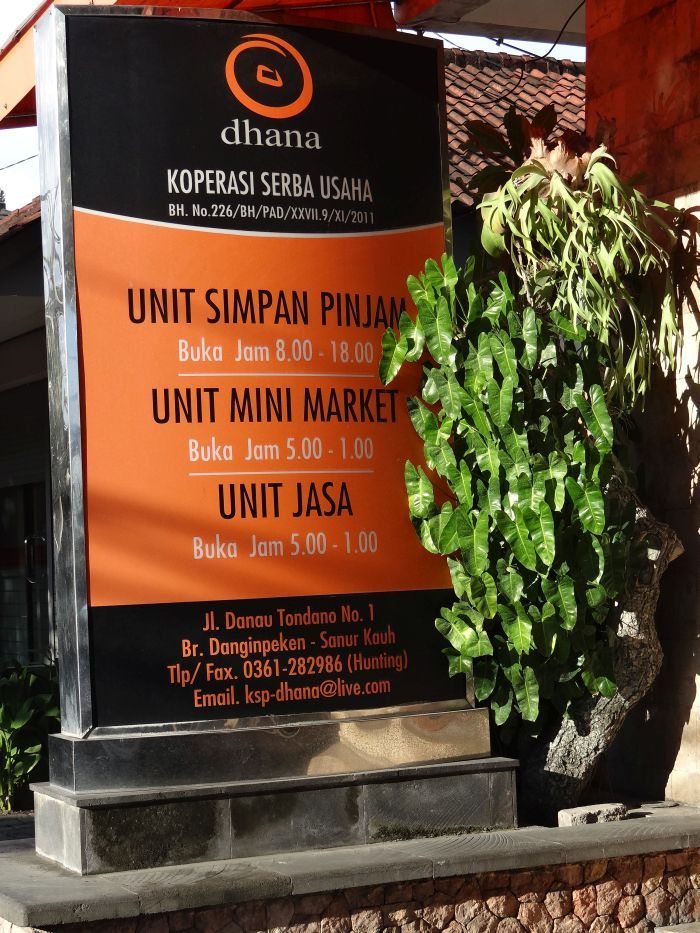 dhana
KOPERASI SERBA USAHA
BH. No.226/BH/PAD/XXVII.9/XI/2011
UNIT SIMPAN PINJAM
Buka Jam 8.00 - 18.00
UNIT MINI MARKET
Buka Jam 5.00 - 1.00
UNIT JASA
Buka Jam 5.00 - 1.00
Jl. Danau Tondano No. 1
Br. Danginpeken - Sanur Kauh
Tlp/ Fax. 0361-282986 (Hunting)
Email. ksp-dhana@live.com